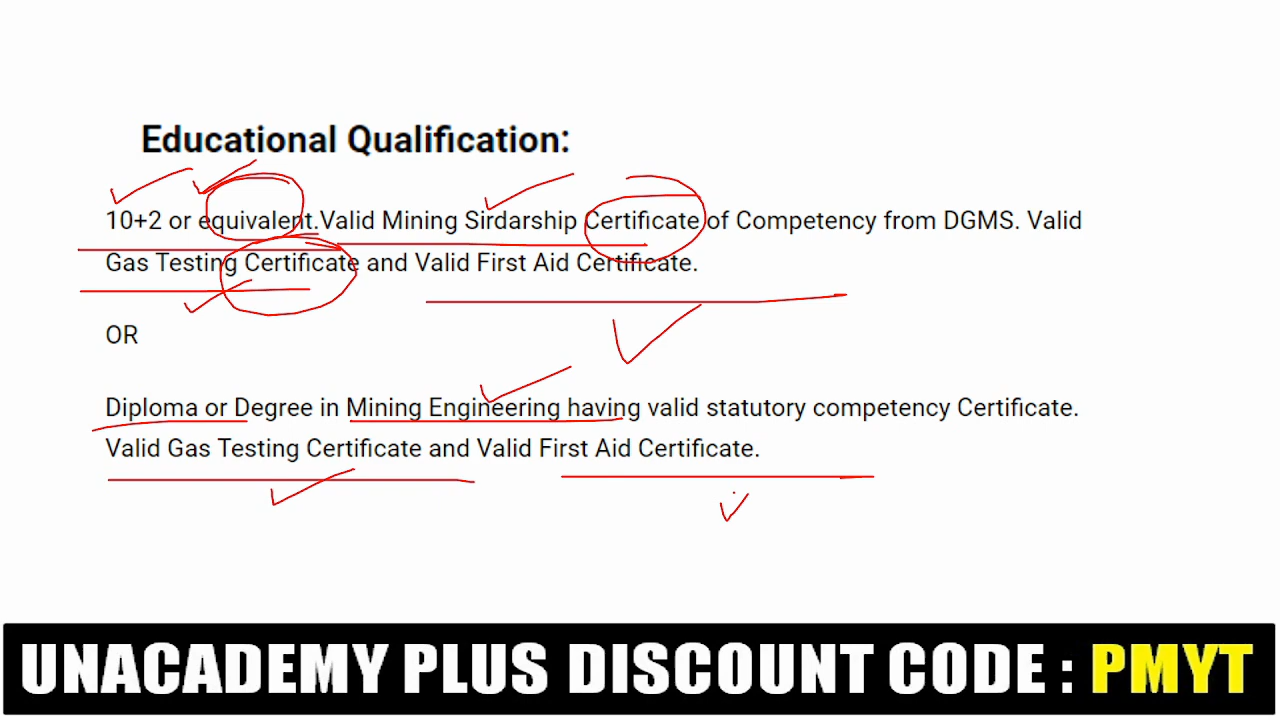 Educational Qualification:
10+2 or equivalent.Valid Mining Sirdarship Certificate of Competency from DGMS. Valid
Gas Testing Certificate and Valid First Aid Certificate.
OR
Diploma or Degree in Mining Engineering having valid statutory competency Certificate.
Valid Gas Testing Certificate and Valid First Aid Certificate.
UNACADEMY PLUS DISCOUNT CODE : PMYT